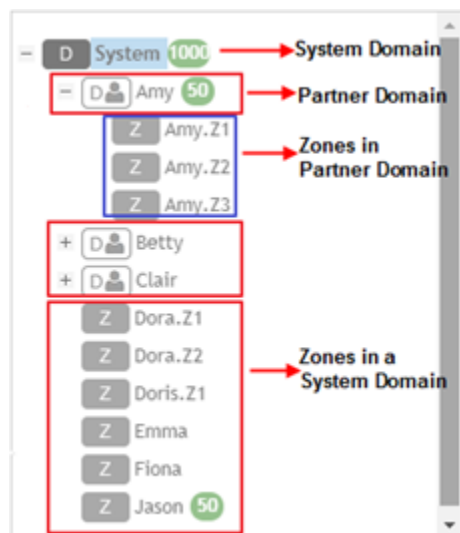 D System 1000 System Domain
D Amy 50 Partner Domain
Z Amy.Z1
Zones in
Z Amy.Z2
Partner Domain
Z Amy.Z3
D Betty
D Clair
Z Dora.Z1
Z Dora.Z2
Zones in a
System Domain
Z Doris.Z1
Z Emma
Z Fiona
Z Jason 50